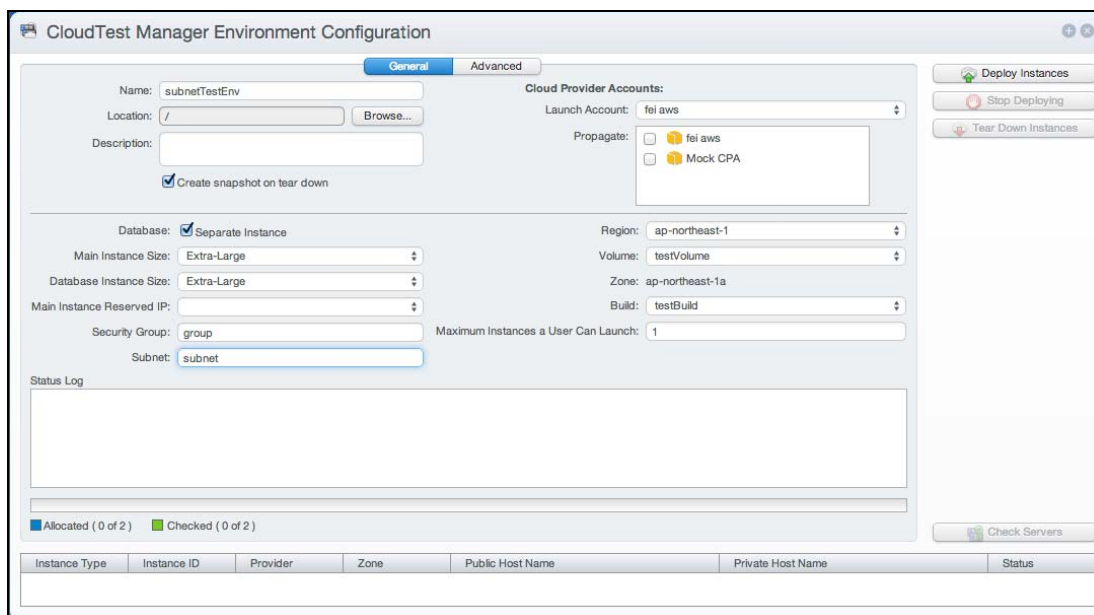 CloudTest Manager Environment Configuration
General Advanced
Name: subnetTestEnv
Location: / Browse...
Description:
Create snapshot on tear down
Cloud Provider Accounts:
Launch Account: fei aws
Propagate: fei aws
Mock CPA
Deploy Instances
Stop Deploying
Tear Down Instances
Database: Separate Instance
Main Instance Size: Extra-Large
Database Instance Size: Extra-Large
Main Instance Reserved IP:
Security Group: group
Subnet: subnet
Region: ap-northeast-1
Volume: testVolume
Zone: ap-northeast-1a
Build: testBuild
Maximum Instances a User Can Launch: 1
Status Log
Allocated ( 0 of 2 ) Checked ( 0 of 2 )
Check Servers
Instance Type Instance ID Provider Zone Public Host Name Private Host Name Status